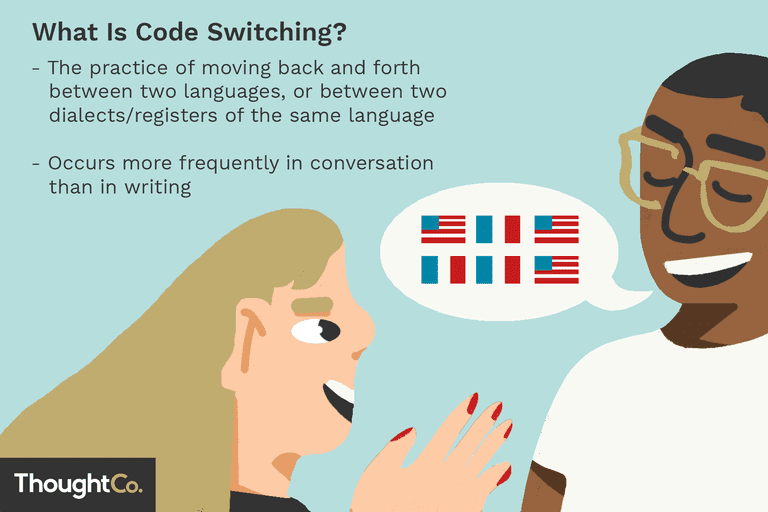 What Is Code Switching?
- The practice of moving back and forth
between two languages, or between two
dialects/registers of the same language
- Occurs more frequently in conversation
than in writing
ThoughtCo.